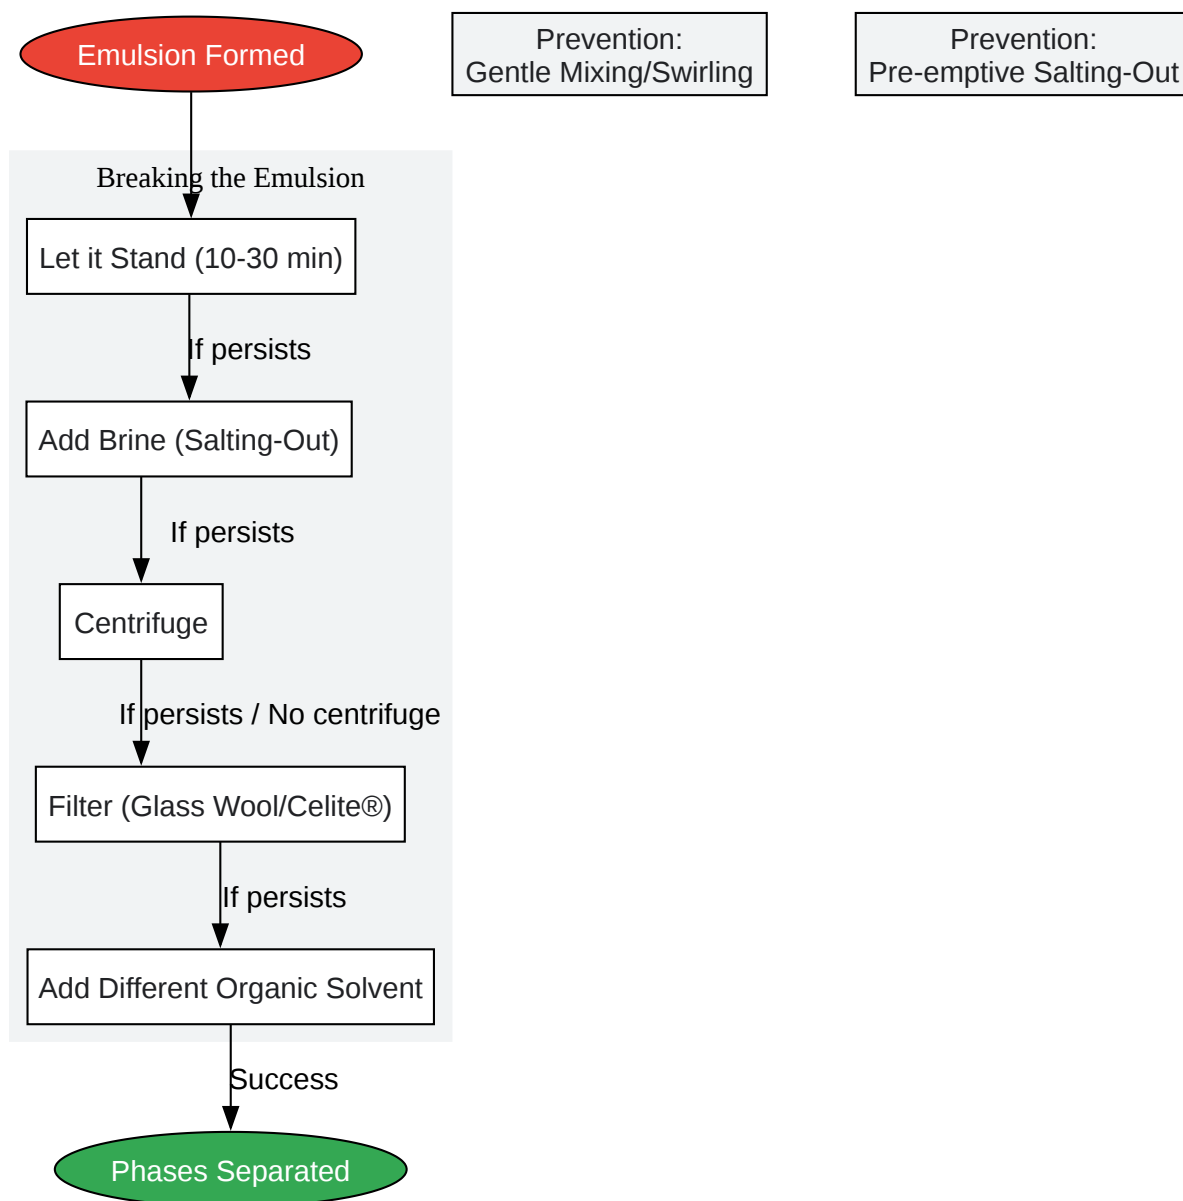 Emulsion Formed
Prevention:
Gentle Mixing/Swirling
Prevention:
Pre-emptive Salting-Out
Breaking the Emulsion
Let it Stand (10-30 min)
If persists
Add Brine (Salting-Out)
If persists
Centrifuge
If persists / No centrifuge
Filter (Glass Wool/Celite®)
If persists
Add Different Organic Solvent
Success
Phases Separated